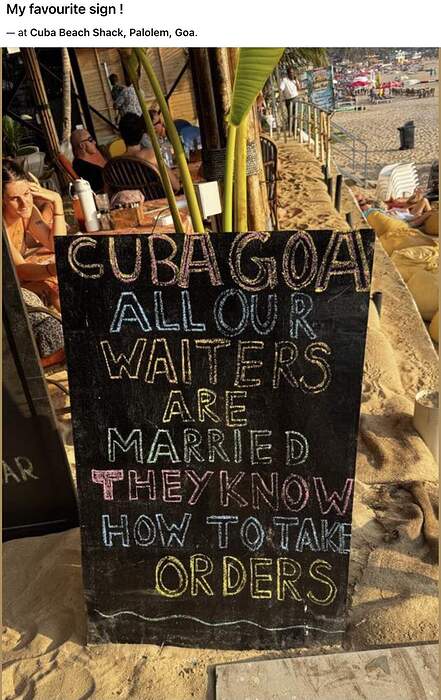 My favourite sign !
— at Cuba Beach Shack, Palolem, Goa.
CUBA GOA
ALL OUR
WAITERS
ARE
MARRIED
THEY KNOW
HOW TO TAKE
ORDERS
AR